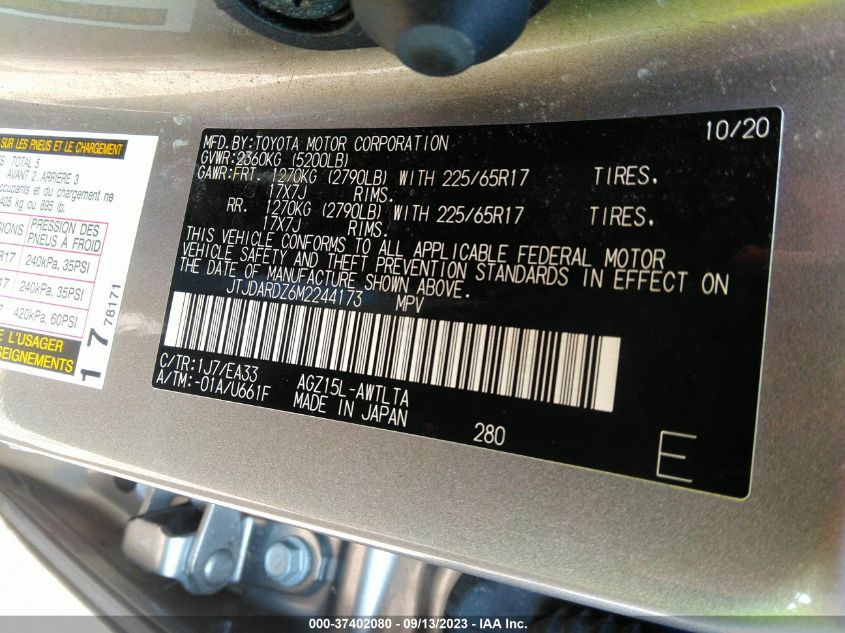 SUR LES PNEUS ET LE CHARGEMENT
TOTAL 5
AVANT 2: ARRIÈRE 3
occupants et du chargement ne
405 kg ou 895 lb.
PRESSION DES
PNEUS À FROID
R17 240kPa, 35PSI
17 240kPa, 35PSI
7 420kPa, 60PSI
L'USAGER
1 7 78171
10/20
MFD. BY: TOYOTA MOTOR CORPORATION
GVWR: 2360KG (5200LB)
GAWR: FRT. 1270KG (2790LB) WITH 225/65R17 TIRES.
17X7J RIMS.
RR. 1270KG (2790LB) WITH 225/65R17 TIRES.
17X7J RIMS.
THIS VEHICLE CONFORMS TO ALL APPLICABLE FEDERAL MOTOR
VEHICLE SAFETY AND THEFT PREVENTION STANDARDS IN EFFECT ON
THE DATE OF MANUFACTURE SHOWN ABOVE.
JTJDARDZ6M2244173 MPV
C/TR: 1J7/EA33
A/TM: -01A/U661F
AGZ15L-AWTLTA
MADE IN JAPAN
280
E
000-37402080 - 09/13/2023 - IAA Inc.